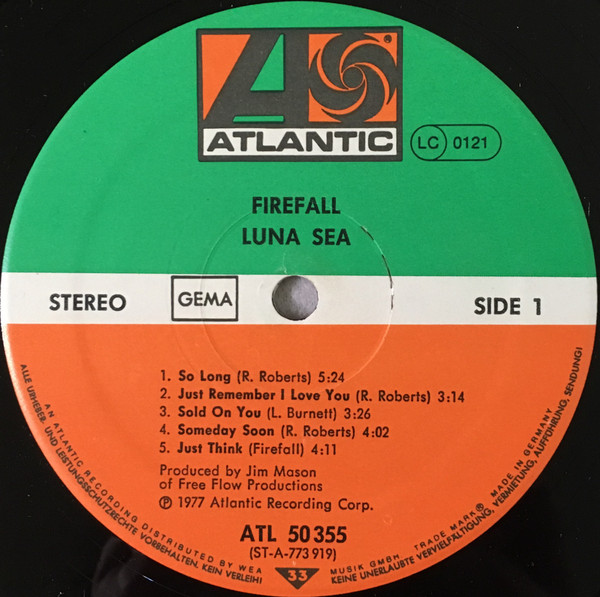 ATLANTIC
LC 0121
FIREFALL
LUNA SEA
STEREO
GEMA
SIDE 1
1. So Long (R. Roberts) 5:24
2. Just Remember I Love You (R. Roberts) 3:14
3. Sold On You (L. Burnett) 3:26
4. Someday Soon (R. Roberts) 4:02
5. Just Think (Firefall) 4:11
Produced by Jim Mason
of Free Flow Productions
℗ 1977 Atlantic Recording Corp.
ATL 50 355
(ST-A-773 919)
33
AN ATLANTIC RECORDING DISTRIBUTED BY WEA MUSIK GMBH. TRADE MARK® MADE IN GERMANY
ALLE URHEBER- UND LEISTUNGSSCHUTZRECHTE VORBEHALTEN. KEIN VERLEIH! KEINE UNERLAUBTE VERVIELFÄLTIGUNG, VERMIETUNG, AUFFÜHRUNG, SENDUNG!